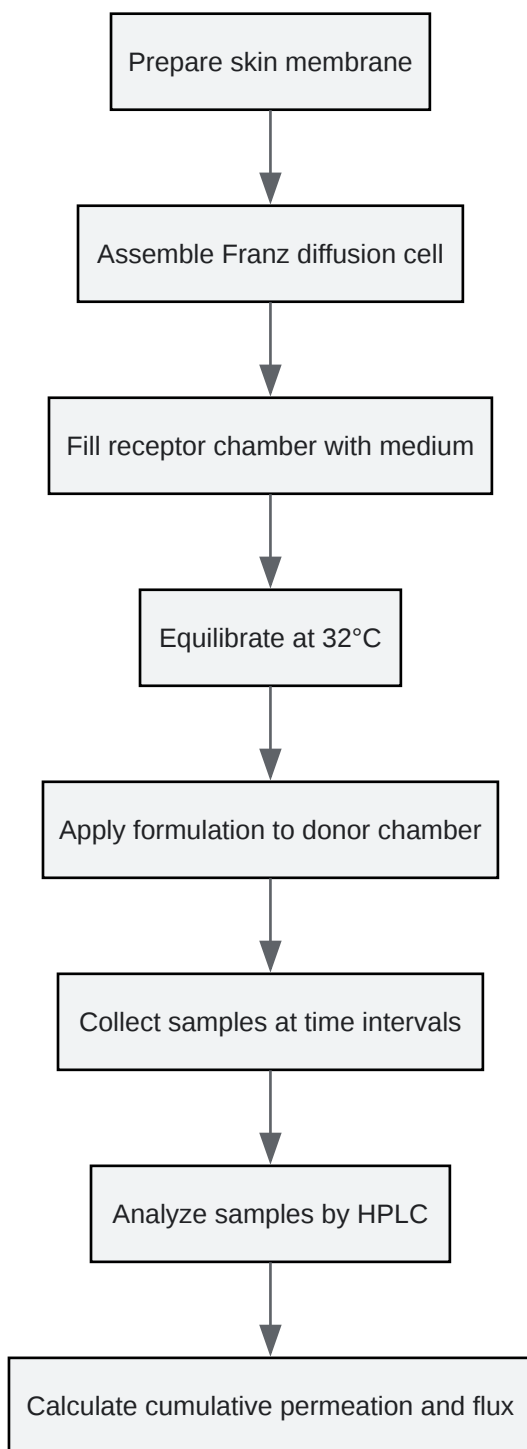 Prepare skin membrane
Assemble Franz diffusion cell
Fill receptor chamber with medium
Equilibrate at 32°C
Apply formulation to donor chamber
Collect samples at time intervals
Analyze samples by HPLC
Calculate cumulative permeation and flux